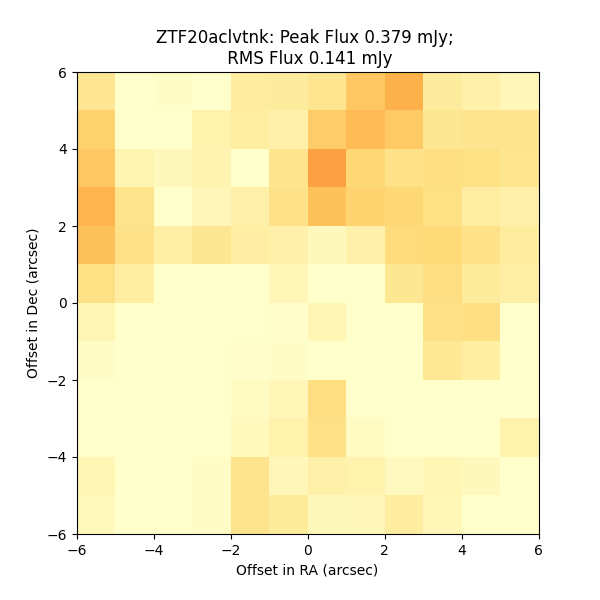 ZTF20aclvtnk: Peak Flux 0.379 mJy;
RMS Flux 0.141 mJy
6
4
2
0
−2
−4
−6
Offset in Dec (arcsec)
−6 −4 −2 0 2 4 6
Offset in RA (arcsec)